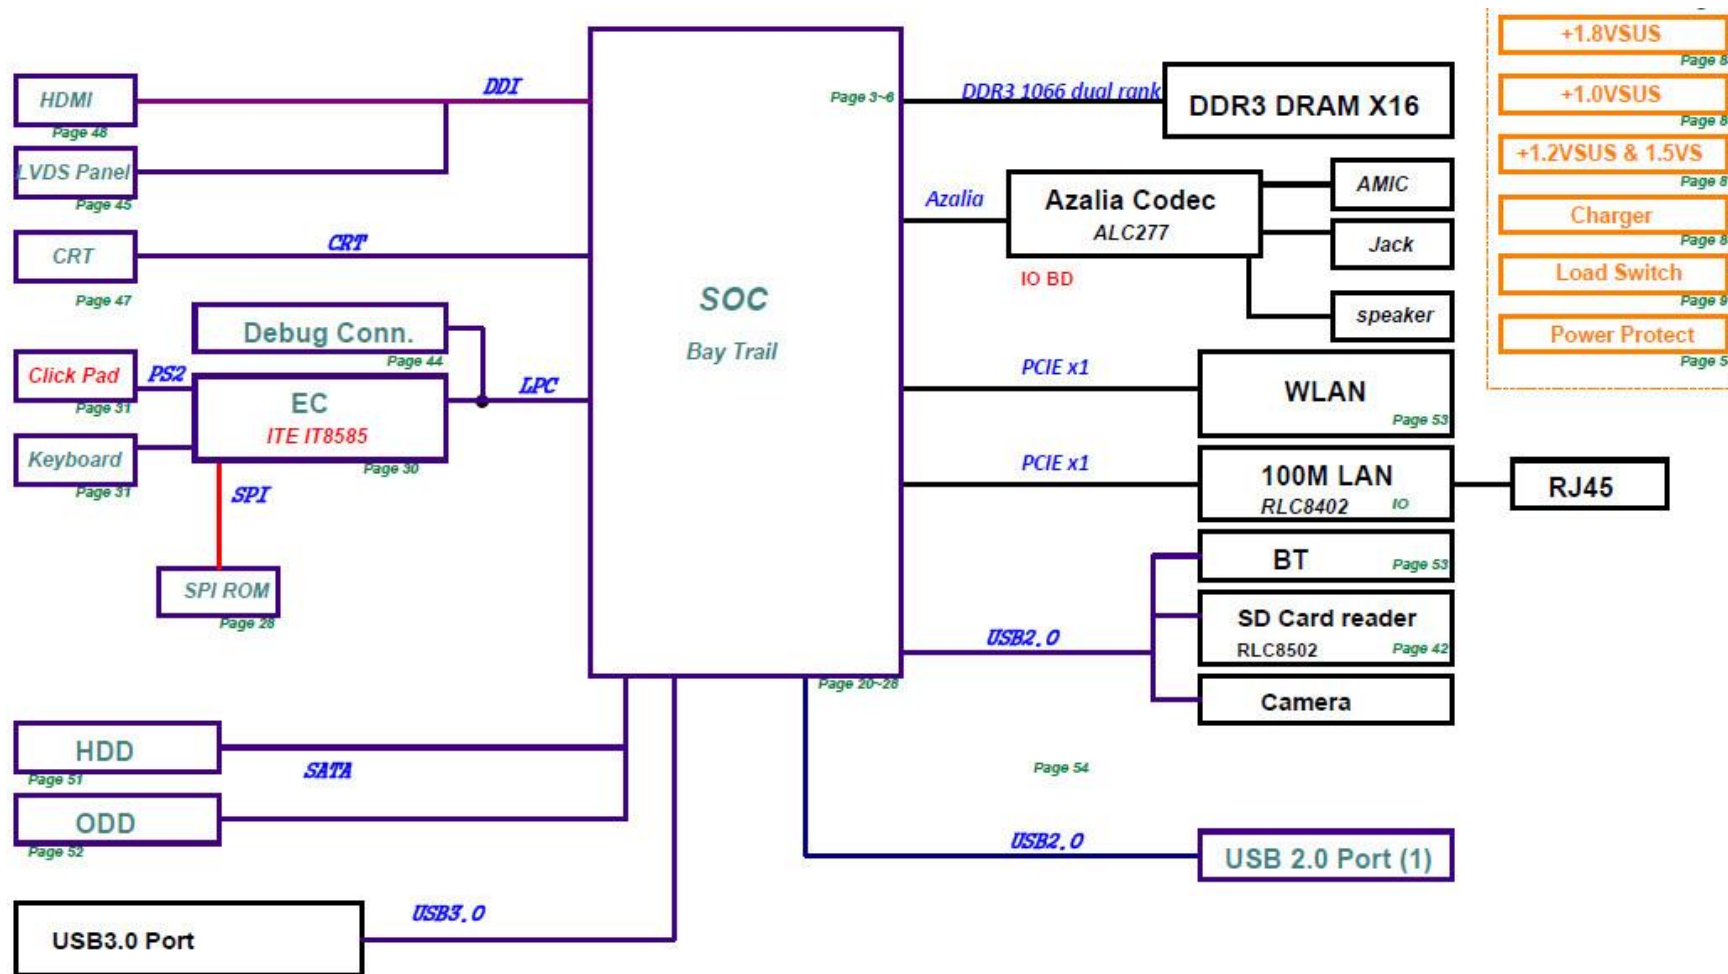 HDMI
Page 48
DDI
LVDS Panel
Page 45
CRT
CRT
Page 47
Debug Conn.
Page 44
Click Pad
PS2
Page 31
EC
ITE IT8585
Page 30
LPC
Keyboard
Page 31
SPI
SPI ROM
Page 28
SOC
Bay Trail
Page 3~6
Page 20~28
DDR3 1066 dual rank
DDR3 DRAM X16
Azalia
Azalia Codec
ALC277
IO BD
AMIC
Jack
speaker
PCIE x1
WLAN
Page 53
PCIE x1
100M LAN
RLC8402 IO
RJ45
BT
Page 53
USB2.0
SD Card reader
RLC8502
Page 42
Camera
Page 54
USB2.0
USB 2.0 Port (1)
HDD
Page 51
SATA
ODD
Page 52
USB3.0
USB3.0 Port
+1.8VSUS
Page 8
+1.0VSUS
Page 8
+1.2VSUS & 1.5VS
Page 8
Charger
Page 8
Load Switch
Page 9
Power Protect
Page 5